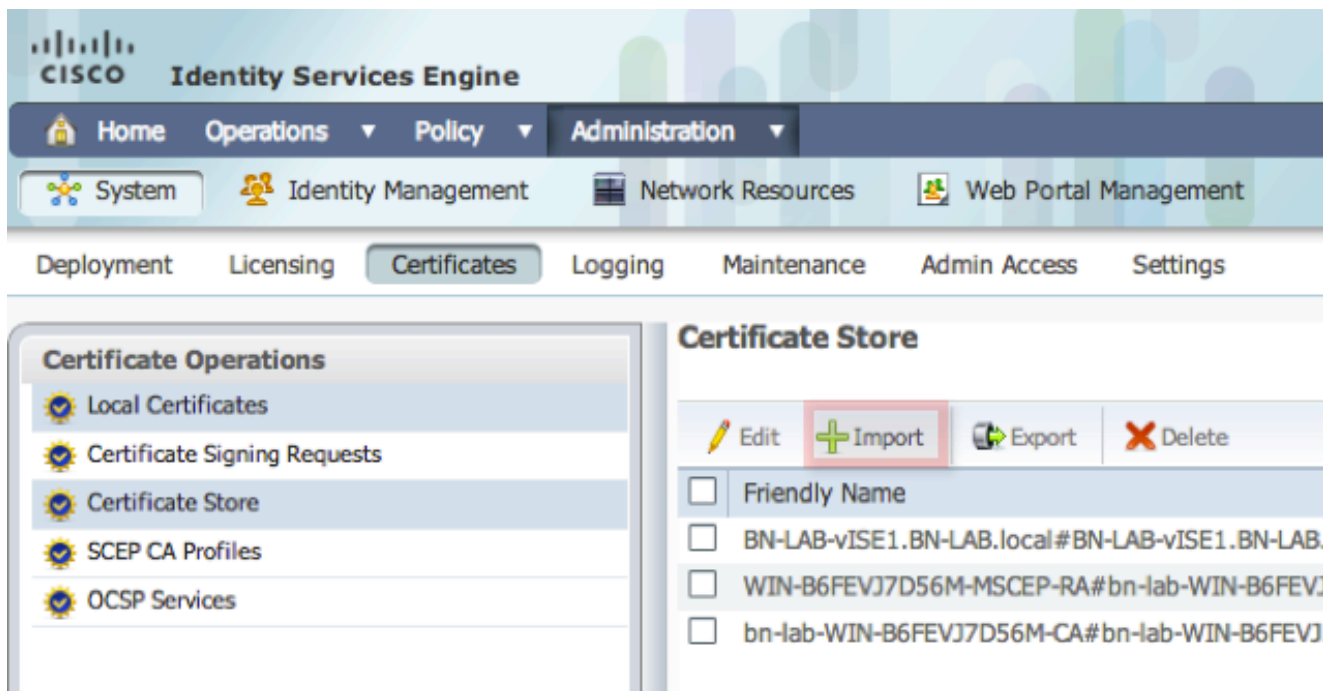 CISCO Identity Services Engine
Home Operations Policy Administration
System Identity Management Network Resources Web Portal Management
Deployment Licensing Certificates Logging Maintenance Admin Access Settings
Certificate Operations
Local Certificates
Certificate Signing Requests
Certificate Store
SCEP CA Profiles
OCSP Services
Certificate Store
Edit Import Export Delete
Friendly Name
BN-LAB-vISE1.BN-LAB.local#BN-LAB-vISE1.BN-LAB.
WIN-B6FEVJ7D56M-MSCEP-RA#bn-lab-WIN-B6FEVJ
bn-lab-WIN-B6FEVJ7D56M-CA#bn-lab-WIN-B6FEVJ